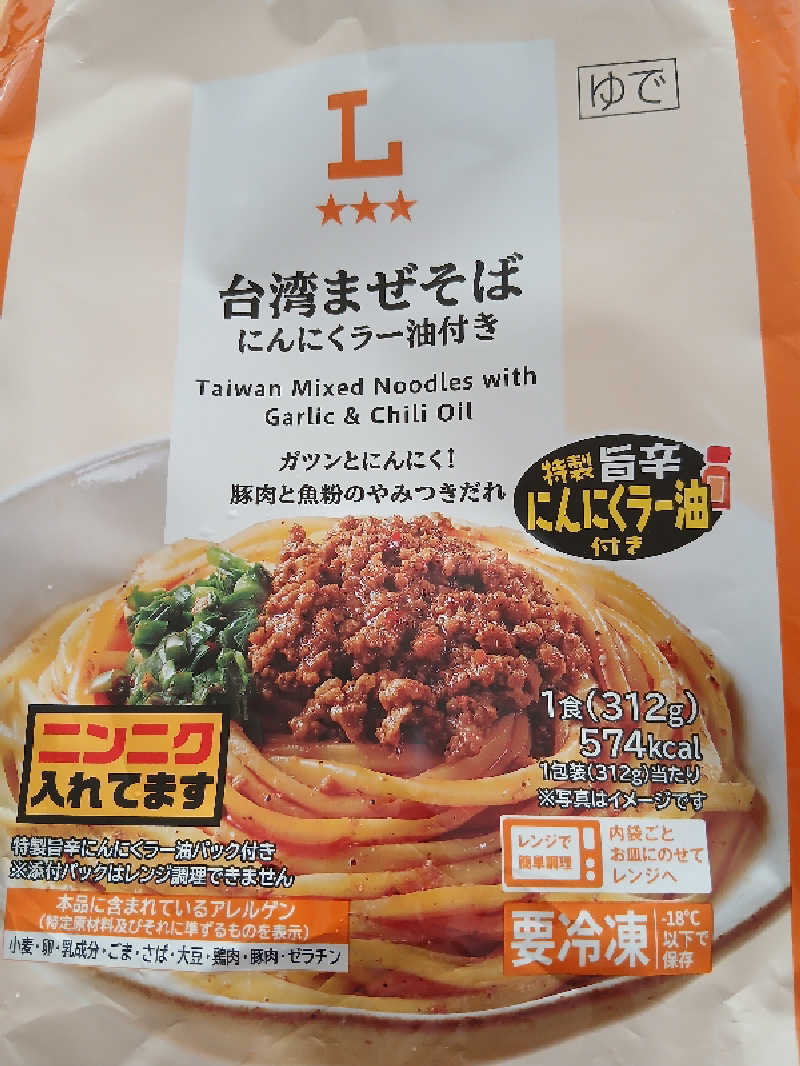 L
★★★
ゆで
台湾まぜそば
にんにくラー油付き
Taiwan Mixed Noodles with
Garlic & Chili Oil
ガツンとにんにく!
豚肉と魚粉のやみつきだれ
特製 旨辛
にんにくラー油
付き
1食(312g)
574kcal
1包装(312g)当たり
※写真はイメージです
ニンニク
入れてます
特製旨辛にんにくラー油パック付き
※添付パックはレンジ調理できません
レンジで
簡単調理
内袋ごと
お皿にのせて
レンジへ
本品に含まれているアレルゲン
(特定原材料及びそれに準ずるものを表示)
小麦・卵・乳成分・ごま・さば・大豆・鶏肉・豚肉・ゼラチン
要冷凍
-18℃
以下で
保存